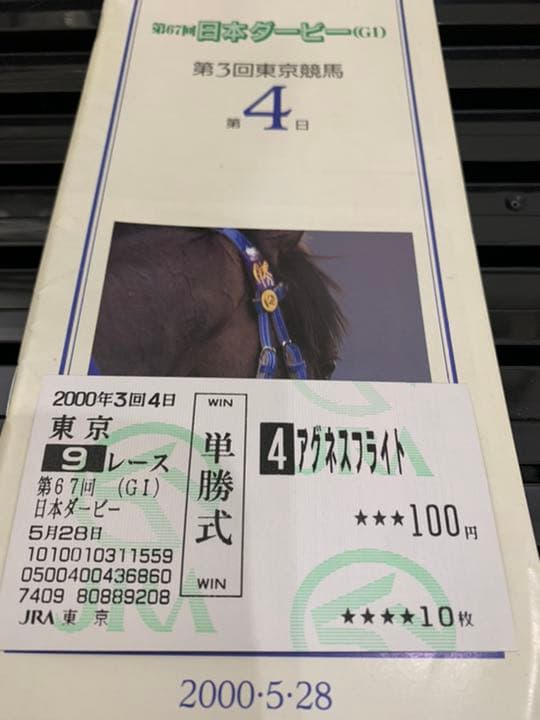 第67回日本ダービー(GI)
第3回東京競馬
第4日
2000年3回4日
東京
9レース
第67回 (GI)
日本ダービー
5月28日
1010010311559
0500400436860
7409 80889208
JRA 東京
WIN
単勝式
WIN
4アグネスフライト
★★★100円
★★★★10枚
JRA
JRA
2000・5・28